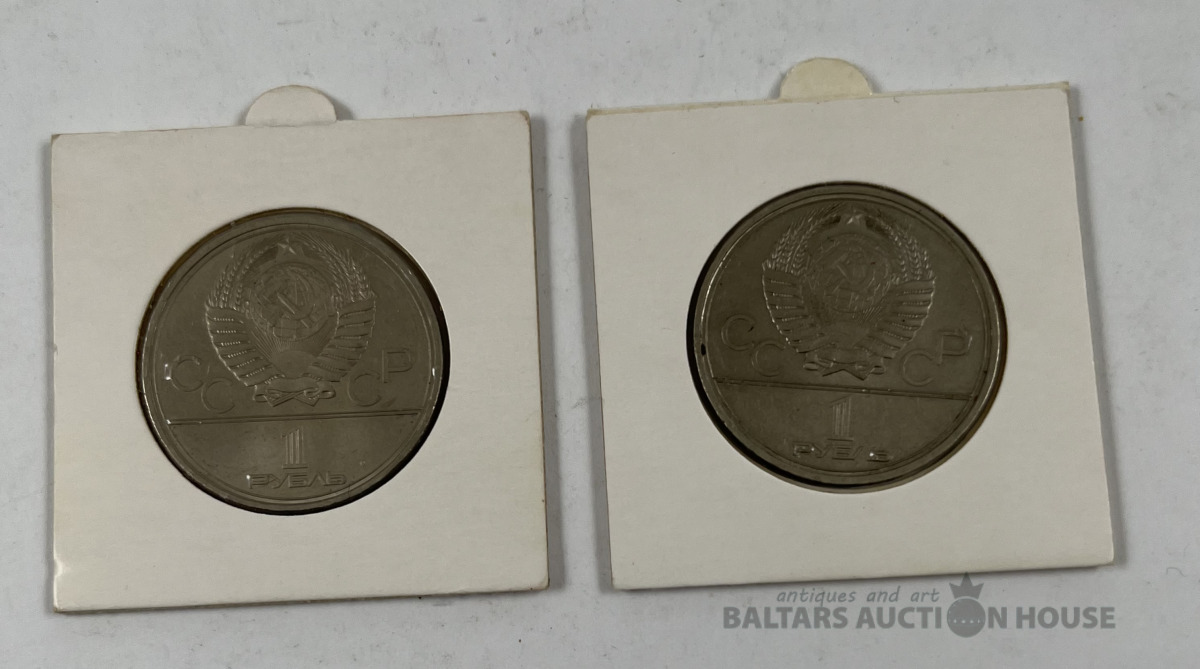 СССР
1
РУБЛЬ
СССР
1
РУБЛЬ
antiques and art
BALTARS AUCTION HOUSE